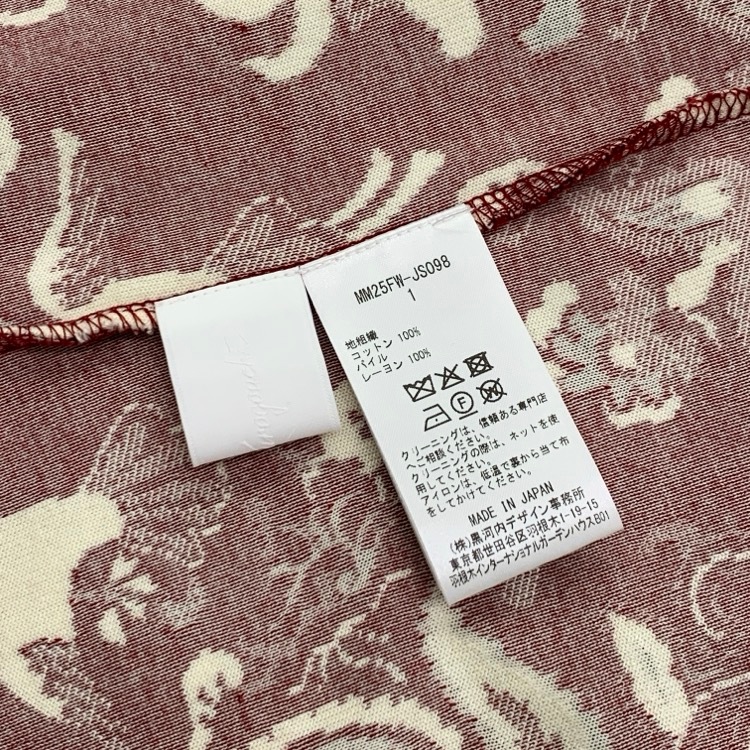 MM25FW-JS098
1
地組織
コットン 100%
パイル
レーヨン 100%
クリーニングは、信頼ある専門店
へご相談ください。
クリーニングの際は、ネットを使
用してください。
アイロンは、低温で裏から当て布
をしてかけてください。
MADE IN JAPAN
(株)黒河内デザイン事務所
東京都世田谷区羽根木1-19-15
羽根木インターナショナルガーデンハウスB01